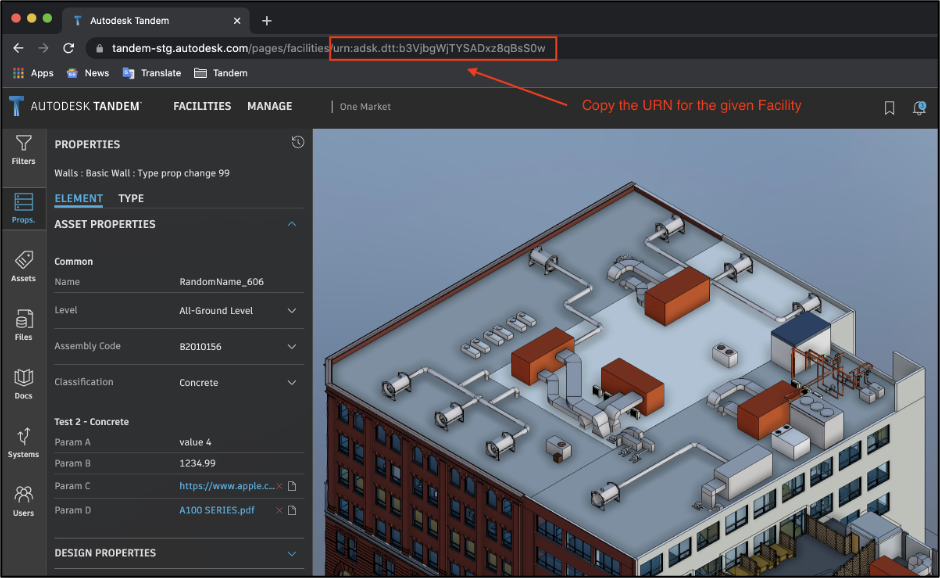 Autodesk Tandem
tandem-stg.autodesk.com/pages/facilities/urn:adsk.dtt:b3VjbgWjTYSADxz8qBsS0w
Apps News Translate Tandem
AUTODESK TANDEM FACILITIES MANAGE One Market
Copy the URN for the given Facility
Filters
Props.
Assets
Files
Docs
Systems
Users
PROPERTIES
Walls : Basic Wall : Type prop change 99
ELEMENT TYPE
ASSET PROPERTIES
Common
Name RandomName_606
Level All-Ground Level
Assembly Code B2010156
Classification Concrete
Test 2 - Concrete
Param A value 4
Param B 1234.99
Param C https://www.apple.c...
Param D A100 SERIES.pdf
DESIGN PROPERTIES